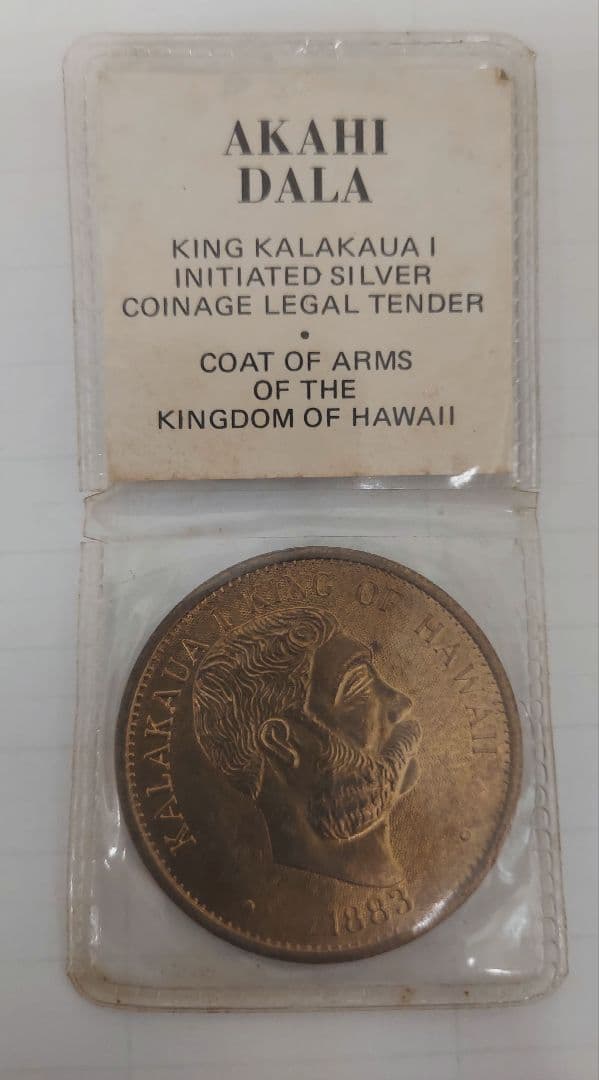 AKAHI
DALA
KING KALAKAUA I
INITIATED SILVER
COINAGE LEGAL TENDER
•
COAT OF ARMS
OF THE
KINGDOM OF HAWAII
KALAKAUA I KING OF HAWAII
1883